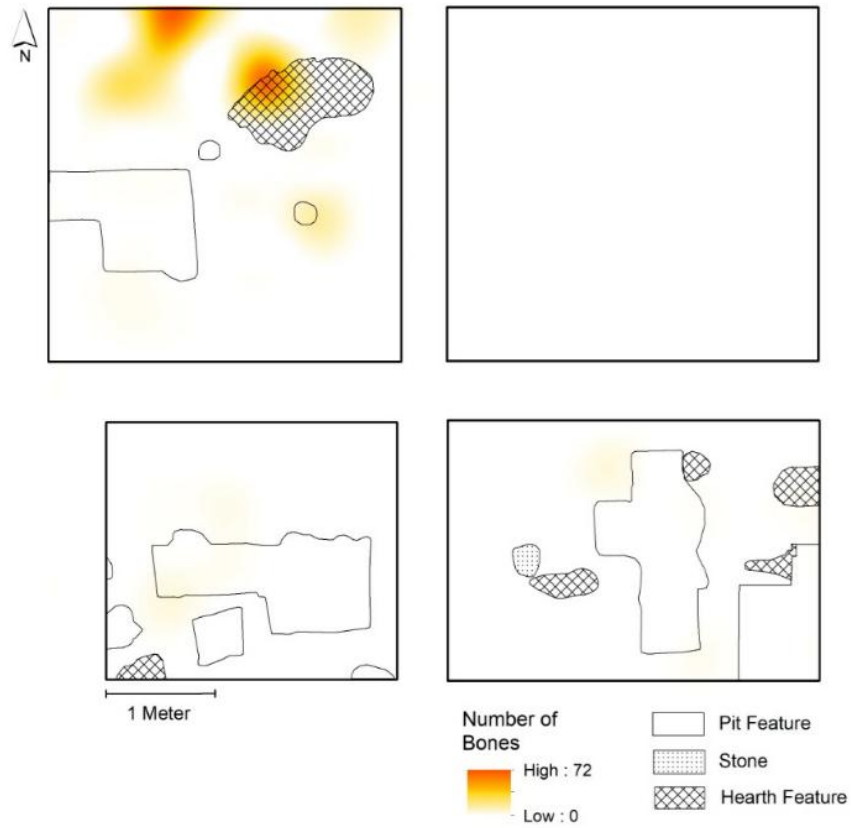 N
1 Meter
Number of
Bones
High : 72
Low : 0
Pit Feature
Stone
Hearth Feature